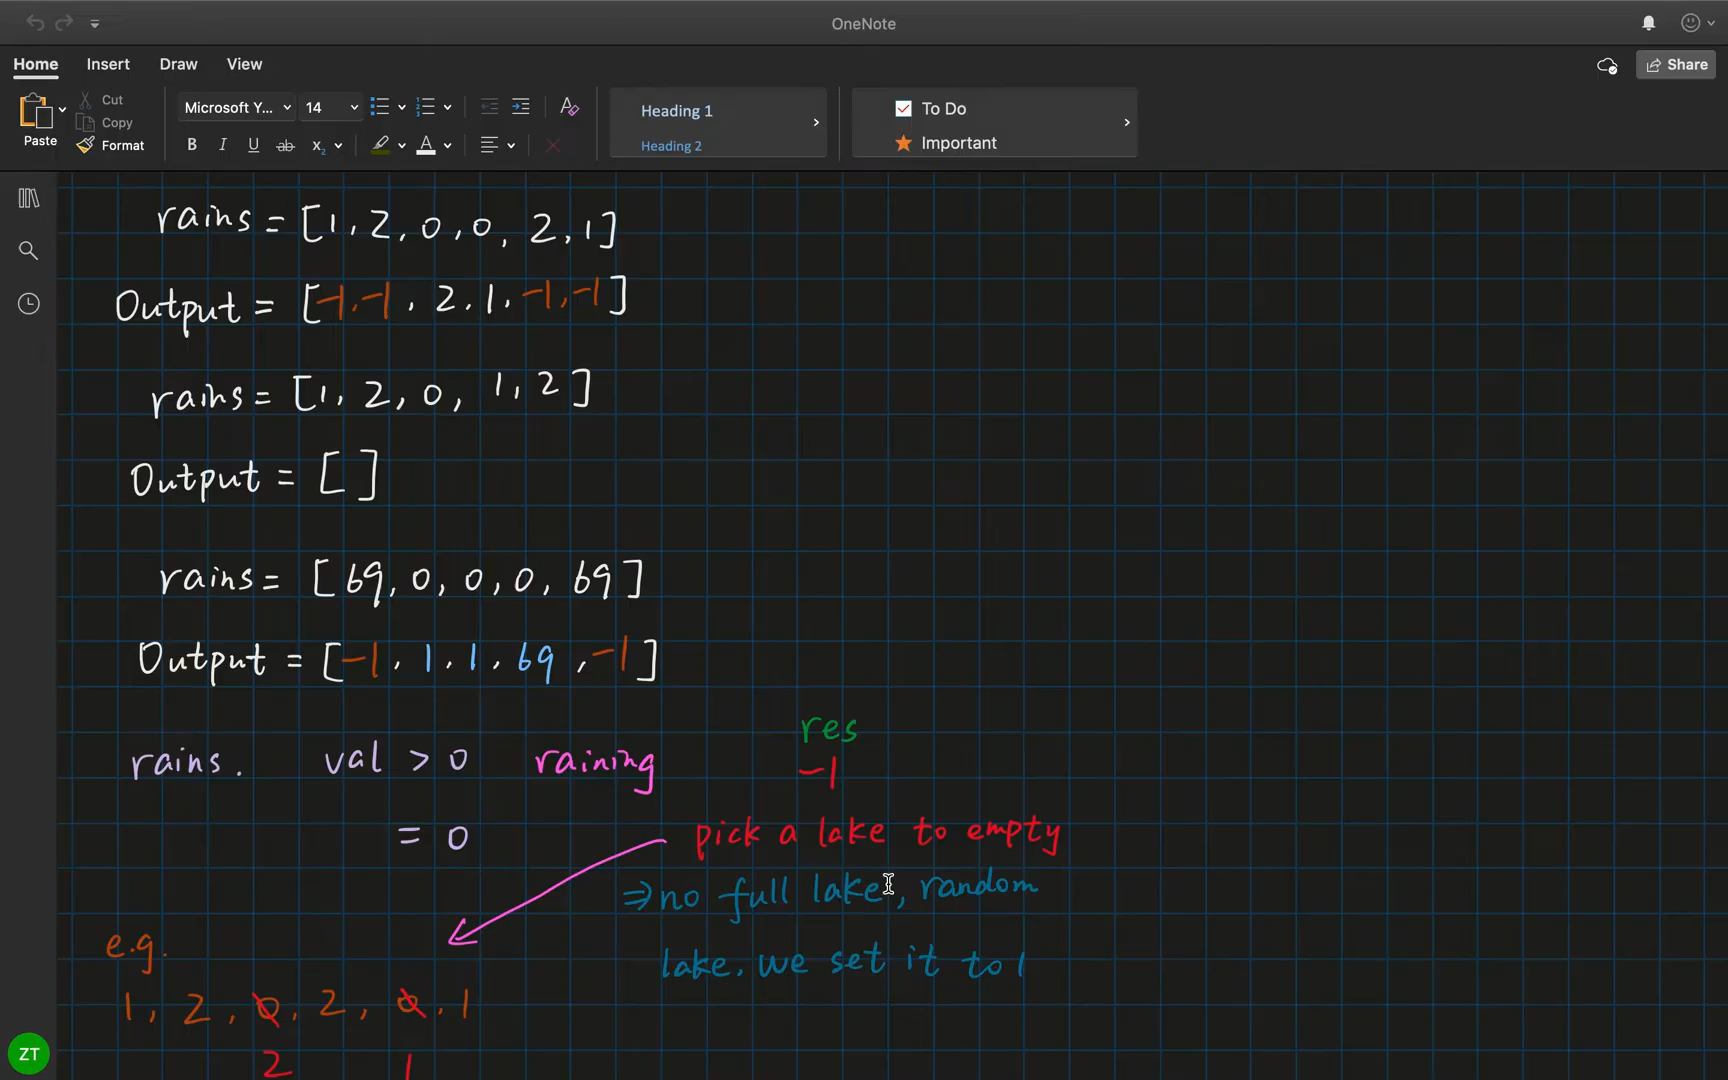 OneNote
Home Insert Draw View
Share
Paste
Cut
Copy
Format
Microsoft Y... 14
B I U ab x₂ A
Heading 1
Heading 2
To Do
Important
rains = [1, 2, 0, 0, 2, 1]
Output = [-1, -1, 2, 1, -1, -1]
rains = [1, 2, 0, 1, 2]
Output = [ ]
rains = [69, 0, 0, 0, 69]
Output = [-1, 1, 1, 69, -1]
res
rains. val > 0 raining -1
= 0 pick a lake to empty
⇒ no full lake, random
lake. we set it to 1
e.g.
1, 2, 0, 2, 0, 1
2 1
ZT